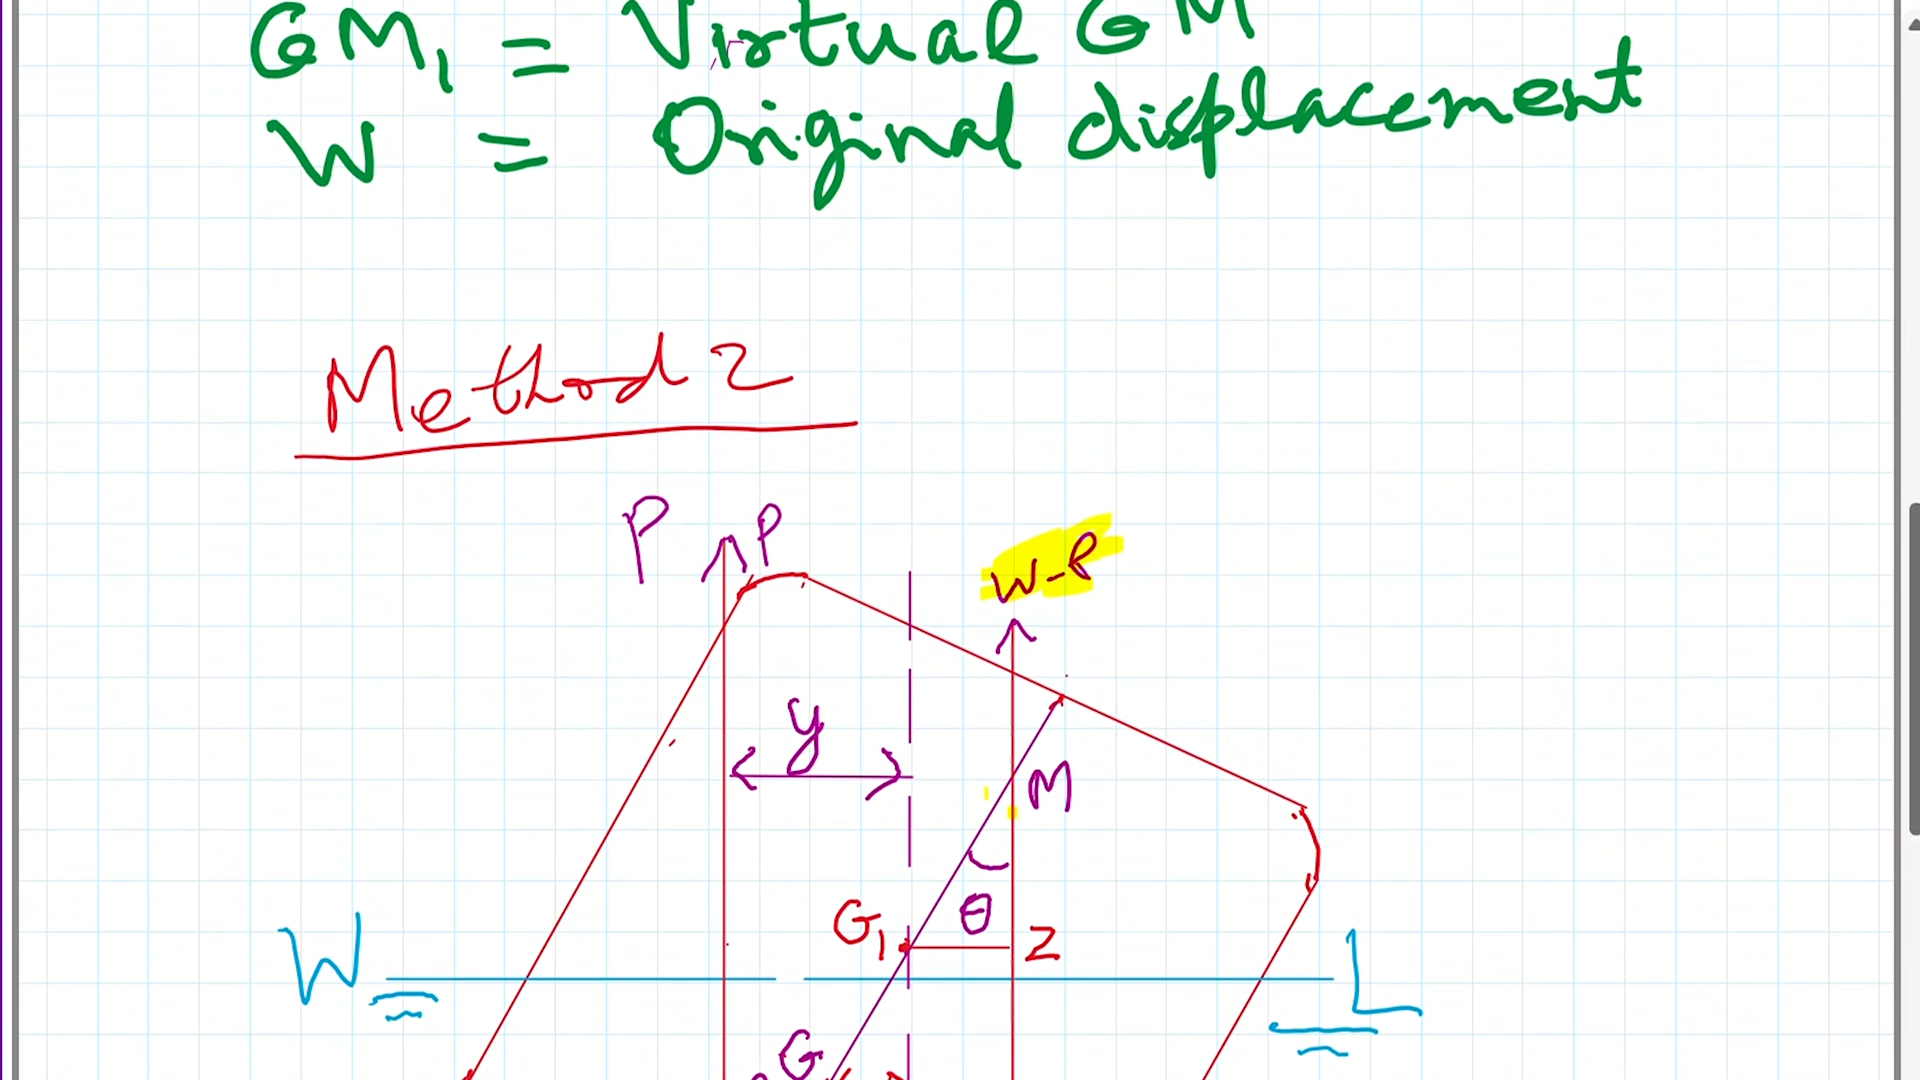 GM1 = Virtual GM
W = Original displacement
Method 2
P P W-P
y
M
θ
G1 Z
W L
G